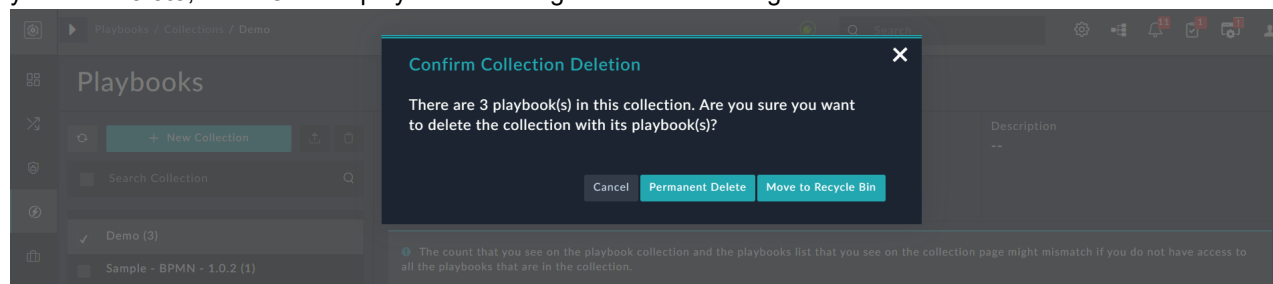 Playbooks / Collections / Demo
Search
11
1
1
Confirm Collection Deletion
Playbooks
There are 3 playbook(s) in this collection. Are you sure you want
to delete the collection with its playbook(s)?
Description
--
+ New Collection
Search Collection
Cancel
Permanent Delete
Move to Recycle Bin
Demo (3)
Sample - BPMN - 1.0.2 (1)
The count that you see on the playbook collection and the playbooks list that you see on the collection page might mismatch if you do not have access to
all the playbooks that are in the collection.